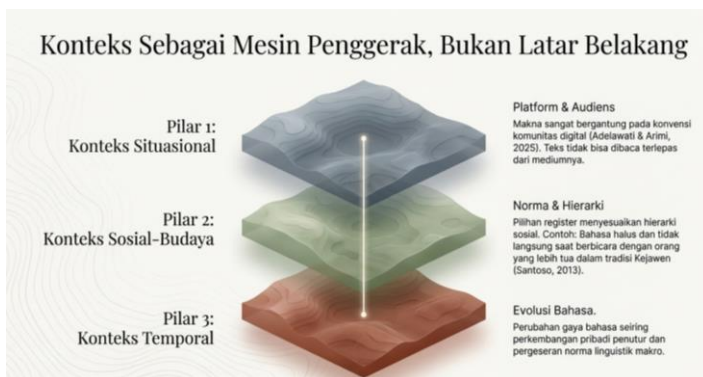 Konteks Sebagai Mesin Penggerak, Bukan Latar Belakang
Pilar 1:
Konteks Situasional
Platform & Audiens
Makna sangat bergantung pada konvensi
komunitas digital (Adelawati & Arimi,
2025). Teks tidak bisa dibaca terlepas
dari mediumnya.
Pilar 2:
Konteks Sosial-Budaya
Norma & Hierarki
Pilihan register menyesuaikan hierarki
sosial. Contoh: Bahasa halus dan tidak
langsung saat berbicara dengan orang
yang lebih tua dalam tradisi Kejawen
(Santoso, 2013).
Pilar 3:
Konteks Temporal
Evolusi Bahasa.
Perubahan gaya bahasa seiring
perkembangan pribadi penutur dan
pergeseran norma linguistik makro.